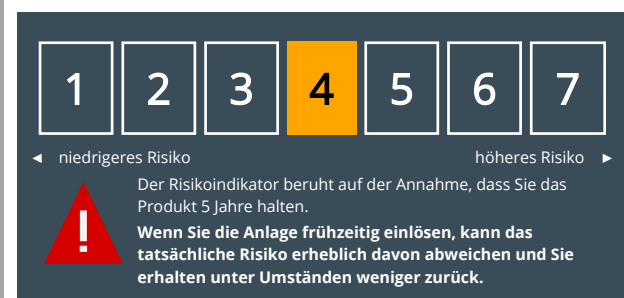 1 2 3 4 5 6 7
◄ niedrigeres Risiko höheres Risiko ►
Der Risikoindikator beruht auf der Annahme, dass Sie das
Produkt 5 Jahre halten.
Wenn Sie die Anlage frühzeitig einlösen, kann das
tatsächliche Risiko erheblich davon abweichen und Sie
erhalten unter Umständen weniger zurück.
!